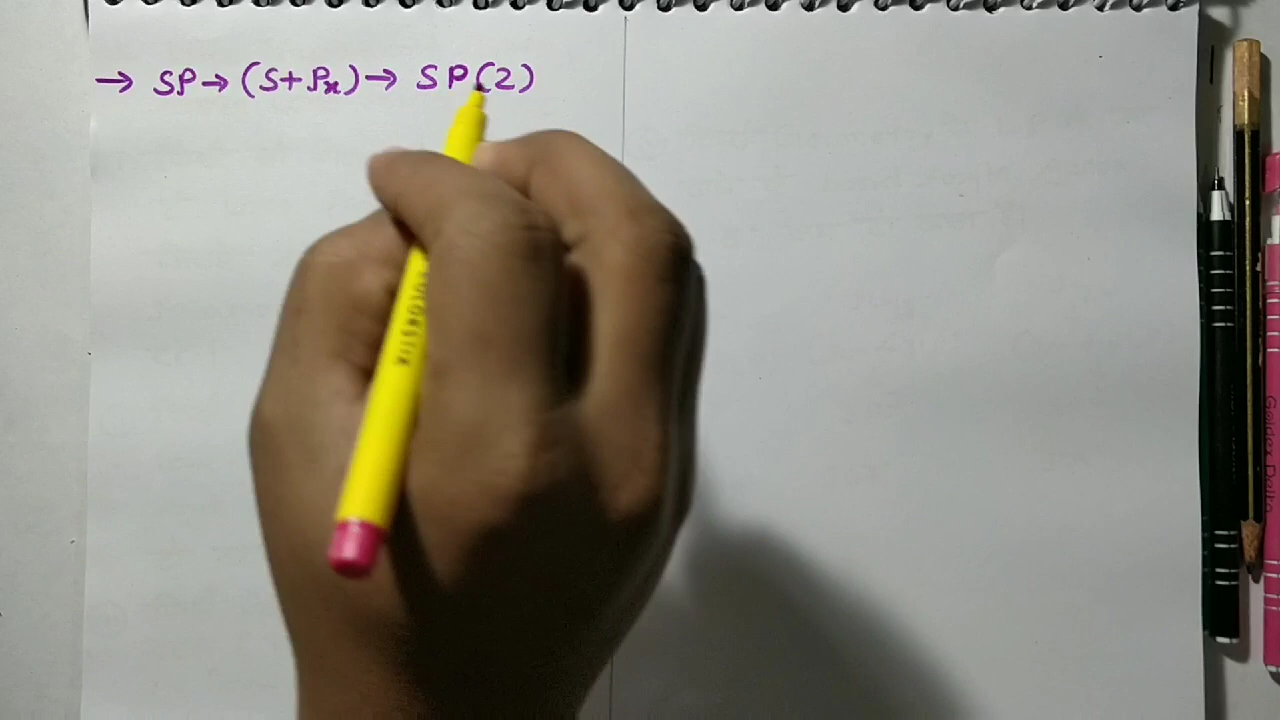 → SP → (S+Px) → SP(2)